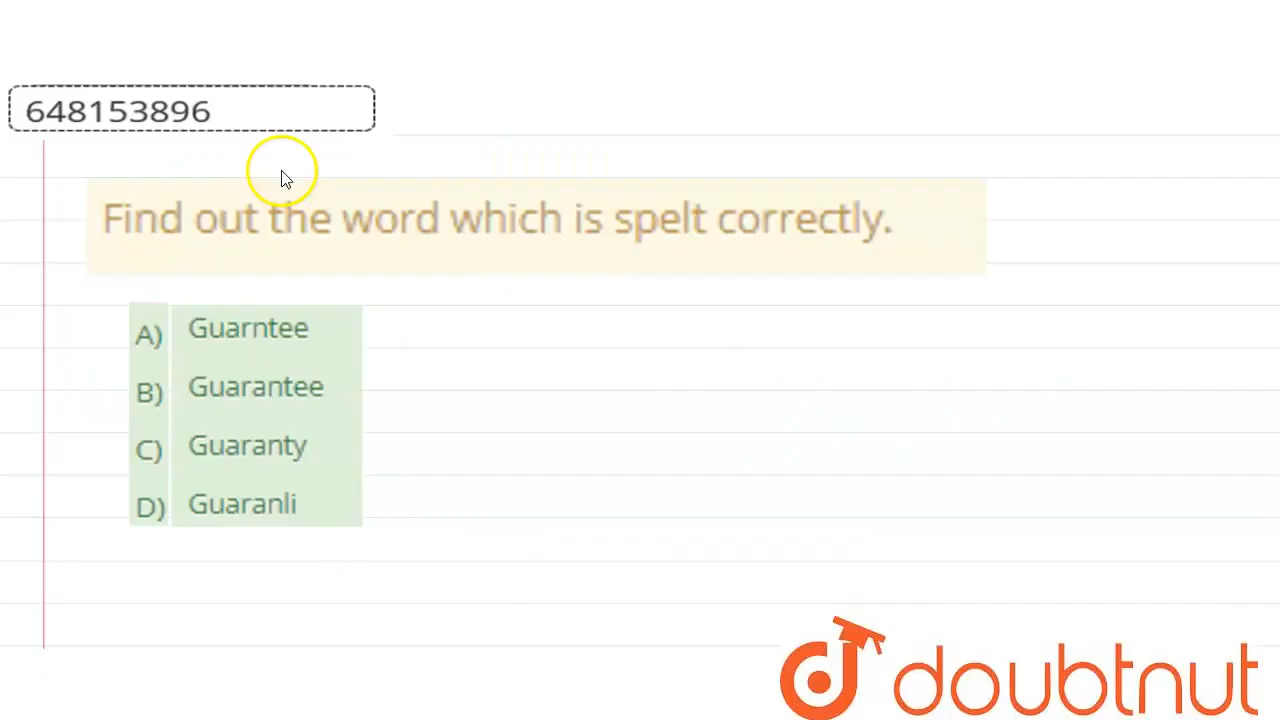 648153896
Find out the word which is spelt correctly.
A) Guarntee
B) Guarantee
C) Guaranty
D) Guaranli
doubtnut